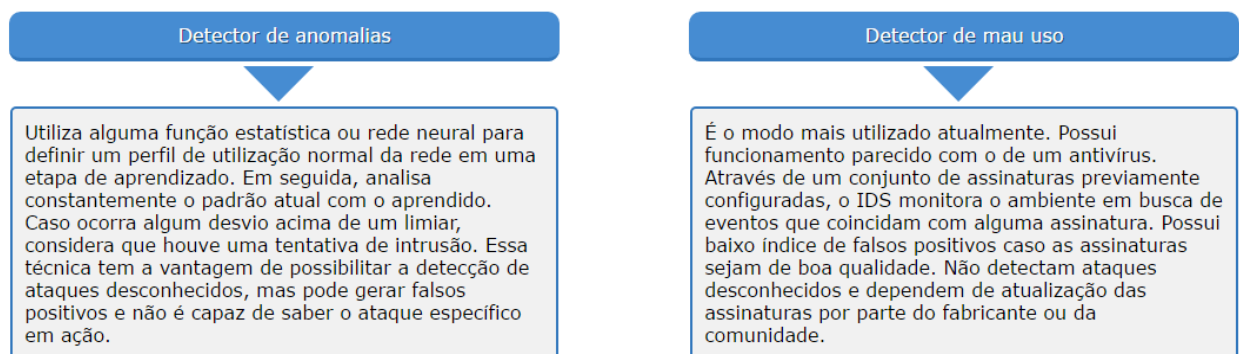 Detector de anomalias
Utiliza alguma função estatística ou rede neural para
definir um perfil de utilização normal da rede em uma
etapa de aprendizado. Em seguida, analisa
constantemente o padrão atual com o aprendido.
Caso ocorra algum desvio acima de um limiar,
considera que houve uma tentativa de intrusão. Essa
técnica tem a vantagem de possibilitar a detecção de
ataques desconhecidos, mas pode gerar falsos
positivos e não é capaz de saber o ataque específico
em ação.
Detector de mau uso
É o modo mais utilizado atualmente. Possui
funcionamento parecido com o de um antivírus.
Através de um conjunto de assinaturas previamente
configuradas, o IDS monitora o ambiente em busca de
eventos que coincidam com alguma assinatura. Possui
baixo índice de falsos positivos caso as assinaturas
sejam de boa qualidade. Não detectam ataques
desconhecidos e dependem de atualização das
assinaturas por parte do fabricante ou da
comunidade.